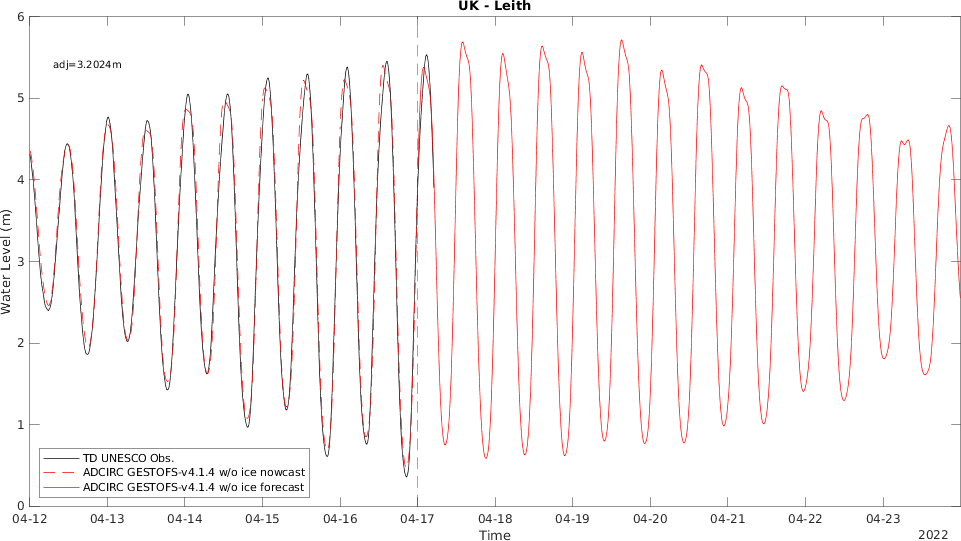 UK - Leith
adj=3.2024m
Water Level (m)
6
5
4
3
2
1
0
TD UNESCO Obs.
ADCIRC GESTOFS-v4.1.4 w/o ice nowcast
ADCIRC GESTOFS-v4.1.4 w/o ice forecast
04-12 04-13 04-14 04-15 04-16 04-17 04-18 04-19 04-20 04-21 04-22 04-23
Time
2022